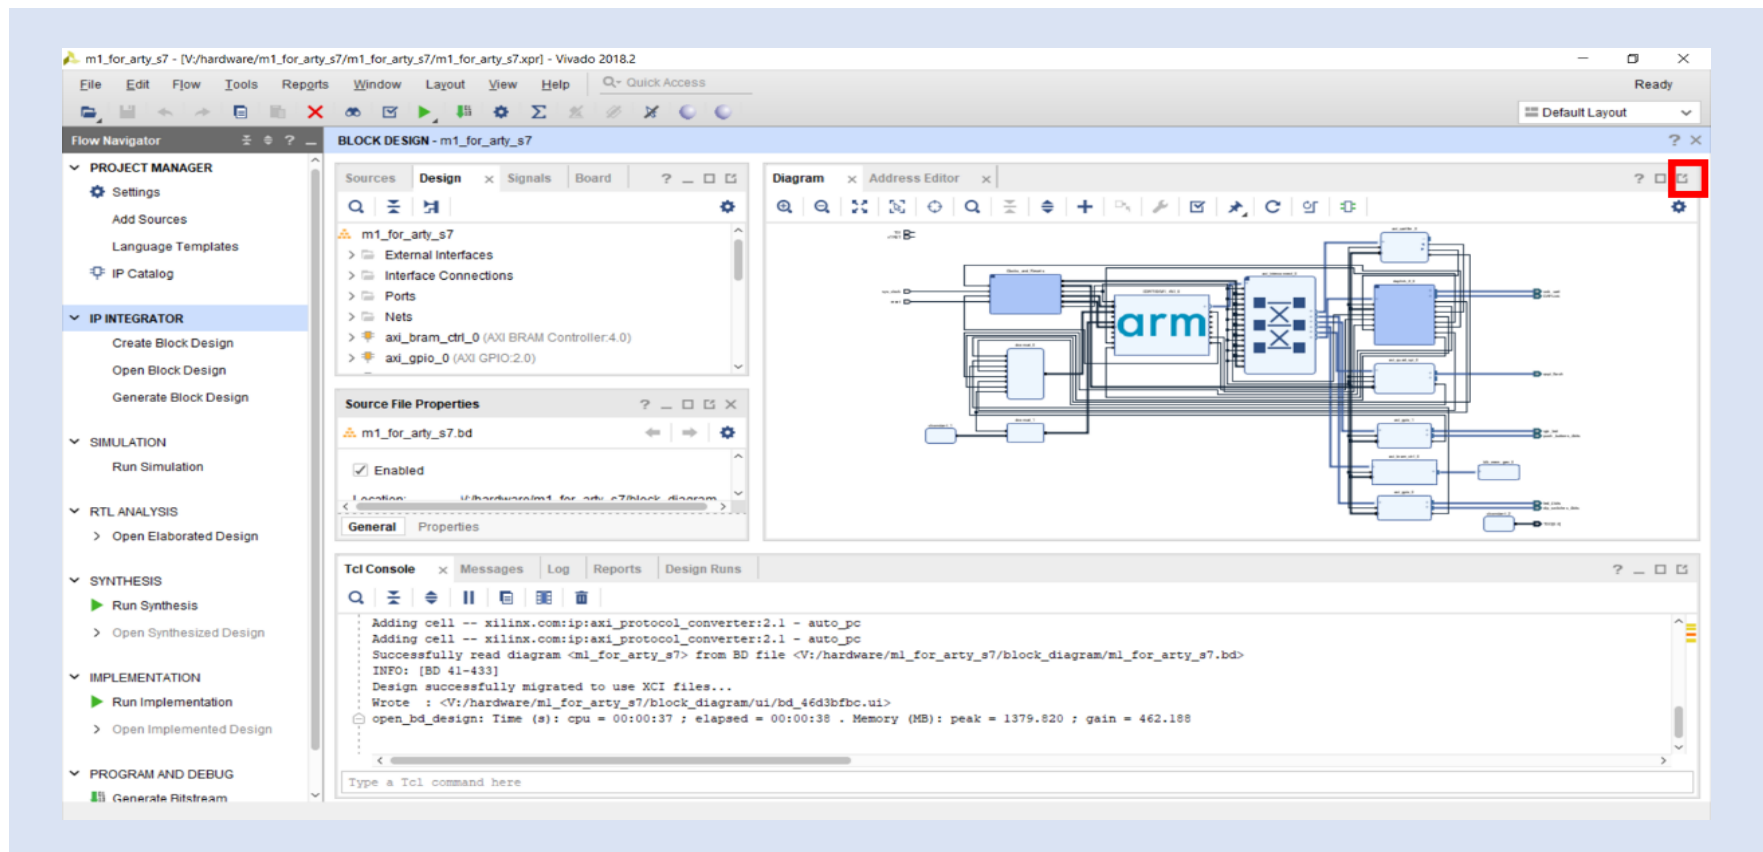 m1_for_arty_s7 - [V:/hardware/m1_for_arty_s7/m1_for_arty_s7/m1_for_arty_s7.xpr] - Vivado 2018.2
File Edit Flow Tools Reports Window Layout View Help Quick Access Ready
Default Layout
Flow Navigator
PROJECT MANAGER
Settings
Add Sources
Language Templates
IP Catalog
IP INTEGRATOR
Create Block Design
Open Block Design
Generate Block Design
SIMULATION
Run Simulation
RTL ANALYSIS
Open Elaborated Design
SYNTHESIS
Run Synthesis
Open Synthesized Design
IMPLEMENTATION
Run Implementation
Open Implemented Design
PROGRAM AND DEBUG
Generate Bitstream
BLOCK DESIGN - m1_for_arty_s7
Sources Design Signals Board
m1_for_arty_s7
External Interfaces
Interface Connections
Ports
Nets
axi_bram_ctrl_0 (AXI BRAM Controller:4.0)
axi_gpio_0 (AXI GPIO:2.0)
Source File Properties
m1_for_arty_s7.bd
Enabled
Location: V:/hardware/m1_for_arty_s7/block_diagram
General Properties
Diagram Address Editor
arm
Tcl Console Messages Log Reports Design Runs
Adding cell -- xilinx.com:ip:axi_protocol_converter:2.1 - auto_pc
Adding cell -- xilinx.com:ip:axi_protocol_converter:2.1 - auto_pc
Successfully read diagram <m1_for_arty_s7> from BD file <V:/hardware/m1_for_arty_s7/block_diagram/m1_for_arty_s7.bd>
INFO: [BD 41-433]
Design successfully migrated to use XCI files...
Wrote : <V:/hardware/m1_for_arty_s7/block_diagram/ui/bd_46d3bfbc.ui>
open_bd_design: Time (s): cpu = 00:00:37 ; elapsed = 00:00:38 . Memory (MB): peak = 1379.820 ; gain = 462.188
Type a Tcl command here